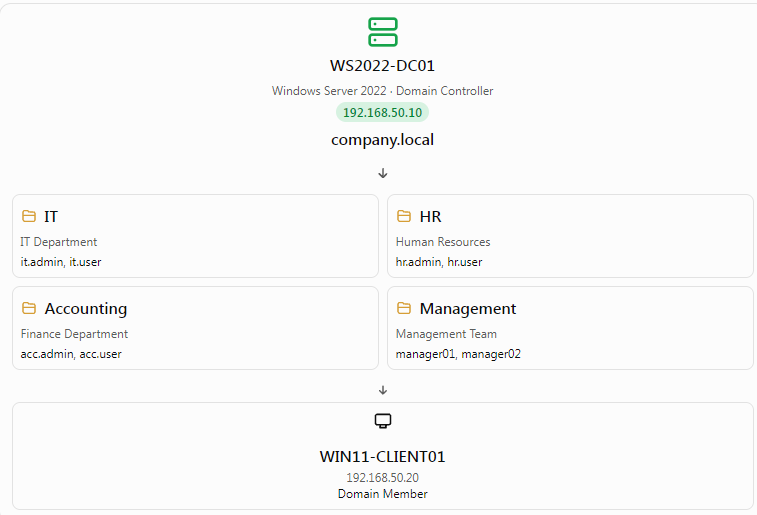 WS2022-DC01
Windows Server 2022 · Domain Controller
192.168.50.10
company.local
IT
IT Department
it.admin, it.user
HR
Human Resources
hr.admin, hr.user
Accounting
Finance Department
acc.admin, acc.user
Management
Management Team
manager01, manager02
WIN11-CLIENT01
192.168.50.20
Domain Member